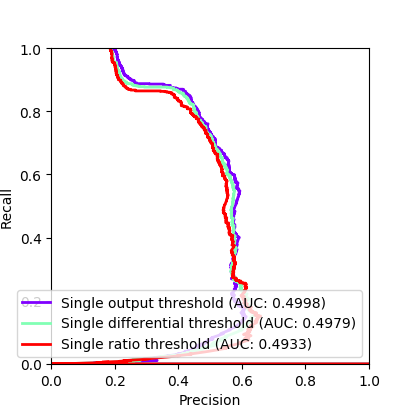 1.0
0.8
0.6
0.4
0.2
0.0
Recall
Single output threshold (AUC: 0.4998)
Single differential threshold (AUC: 0.4979)
Single ratio threshold (AUC: 0.4933)
0.0 0.2 0.4 0.6 0.8 1.0
Precision